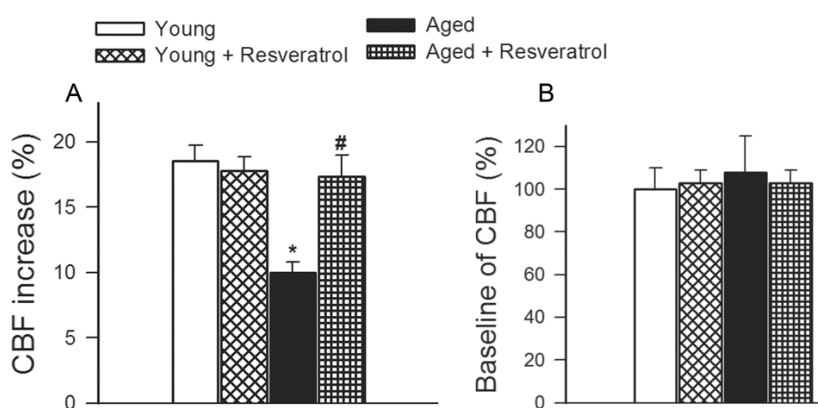 Young
Aged
Young + Resveratrol
Aged + Resveratrol
A
CBF increase (%)
20
15
10
5
0
*
#
B
Baseline of CBF (%)
120
100
80
60
40
20
0